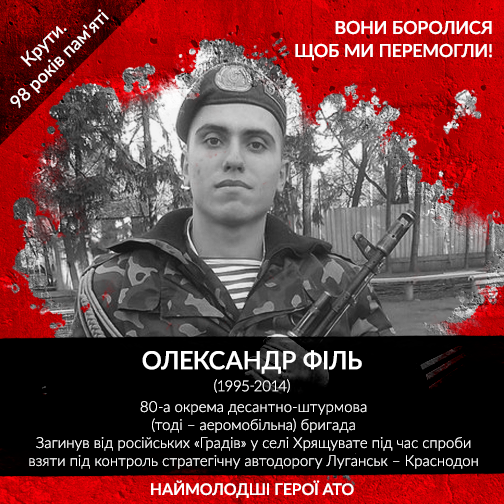 Крути.
98 років пам'яті
ВОНИ БОРОЛИСЯ
ЩОБ МИ ПЕРЕМОГЛИ!
ОЛЕКСАНДР ФІЛЬ
(1995-2014)
80-а окрема десантно-штурмова
(тоді – аеромобільна) бригада
Загинув від російських «Градів» у селі Хрящувате під час спроби
взяти під контроль стратегічну автодорогу Луганськ – Краснодон
НАЙМОЛОДШІ ГЕРОЇ АТО